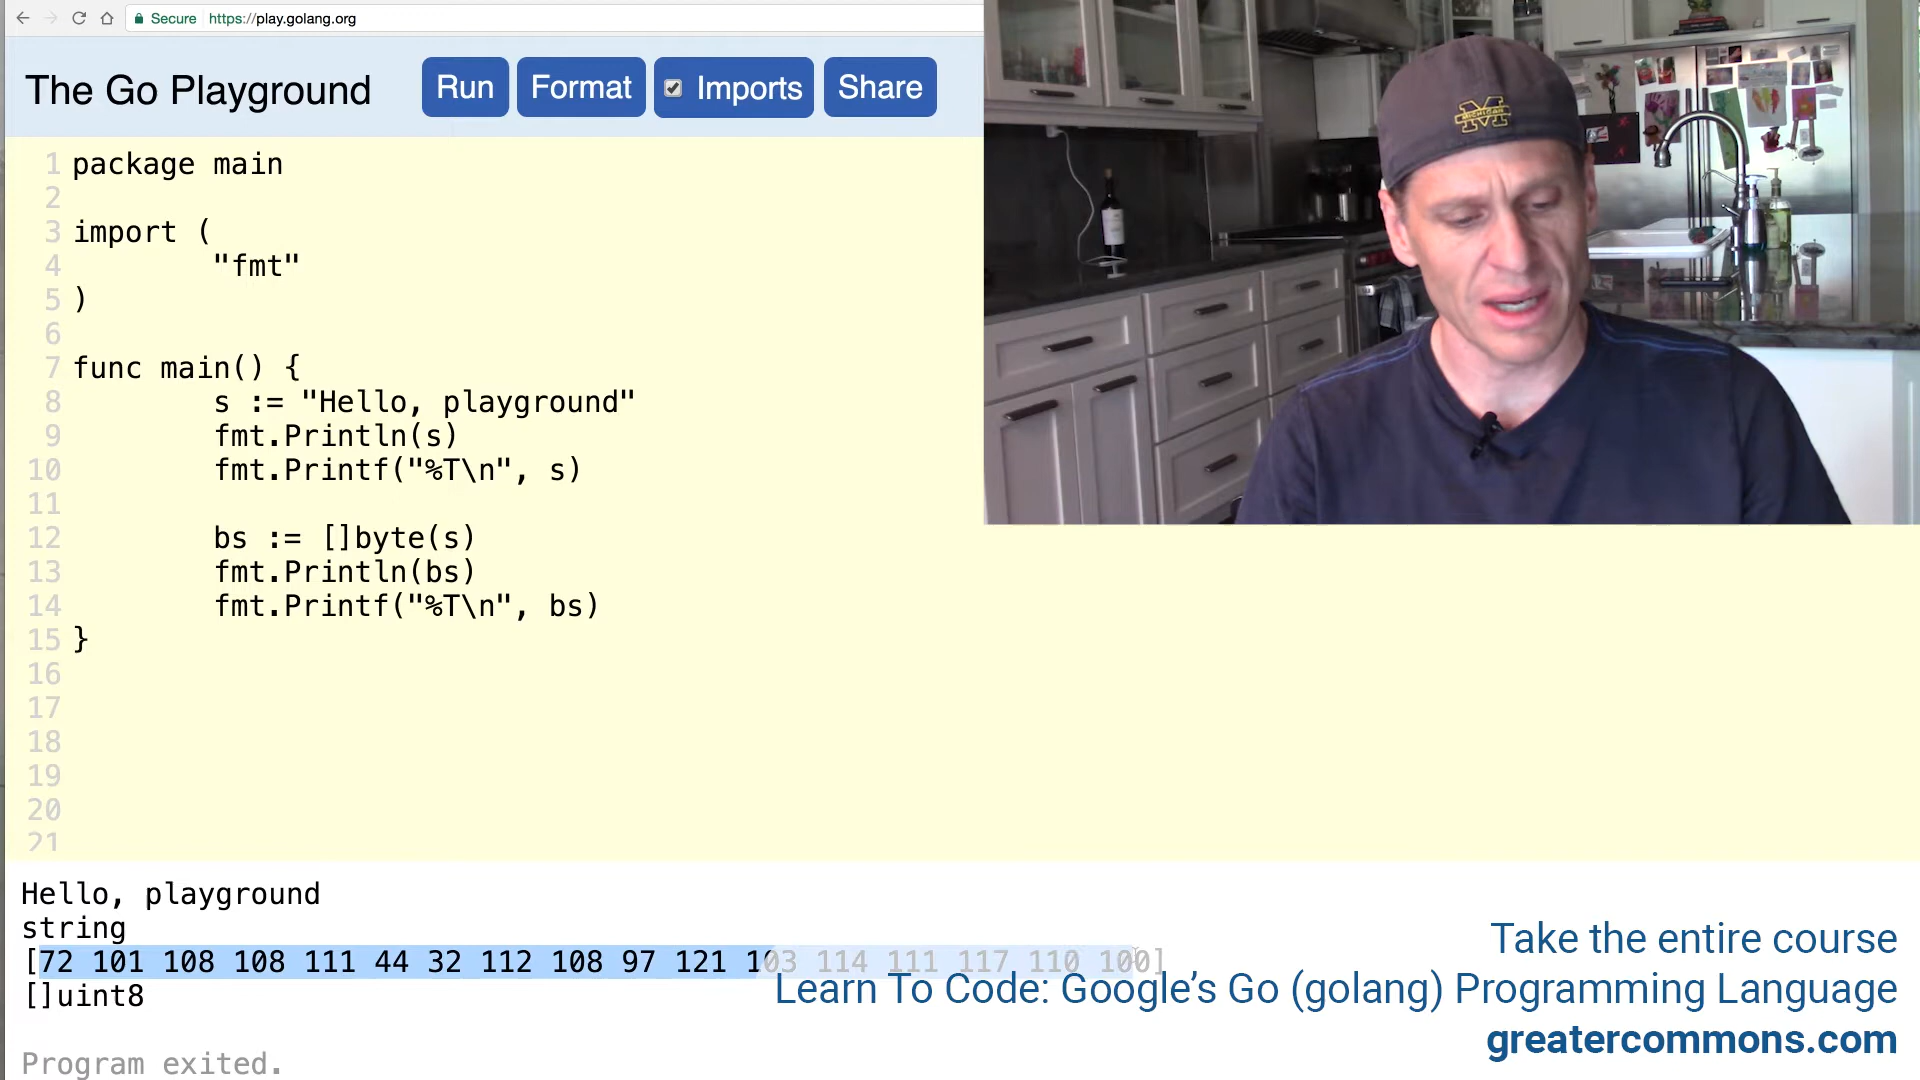 Secure https://play.golang.org
The Go Playground Run Format Imports Share
1 package main
2
3 import (
4 "fmt"
5 )
6
7 func main() {
8 s := "Hello, playground"
9 fmt.Println(s)
10 fmt.Printf("%T\n", s)
11
12 bs := []byte(s)
13 fmt.Println(bs)
14 fmt.Printf("%T\n", bs)
15 }
16
17
18
19
20
21
Hello, playground
string
[72 101 108 108 111 44 32 112 108 97 121 103 114 111 117 110 100]
[]uint8
Program exited.
M
MICHIGAN
Take the entire course
Learn To Code: Google’s Go (golang) Programming Language
greatercommons.com